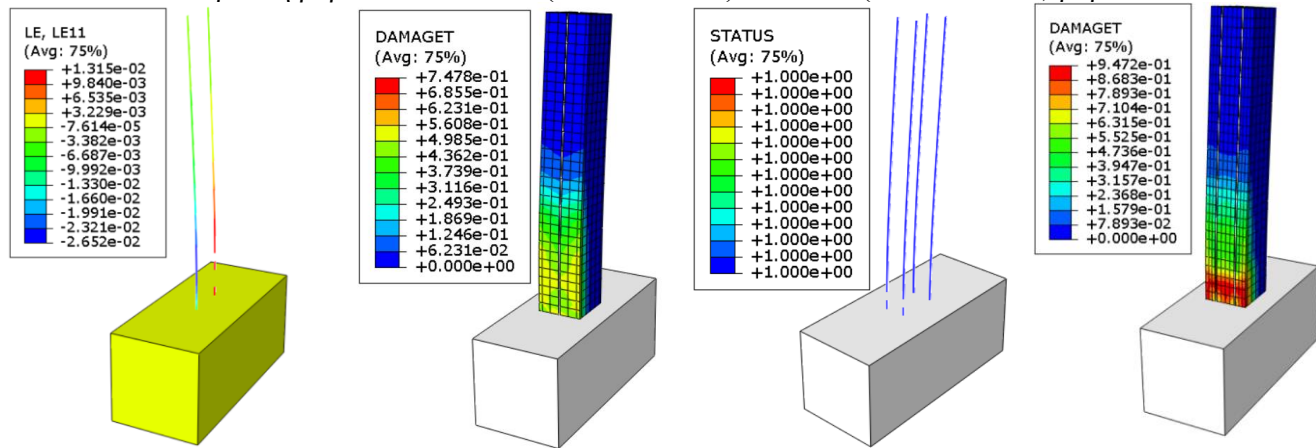 LE, LE11
(Avg: 75%)
+1.315e-02
+9.840e-03
+6.535e-03
+3.229e-03
-7.614e-05
-3.382e-03
-6.687e-03
-9.992e-03
-1.330e-02
-1.660e-02
-1.991e-02
-2.321e-02
-2.652e-02
DAMAGET
(Avg: 75%)
+7.478e-01
+6.855e-01
+6.231e-01
+5.608e-01
+4.985e-01
+4.362e-01
+3.739e-01
+3.116e-01
+2.493e-01
+1.869e-01
+1.246e-01
+6.231e-02
+0.000e+00
STATUS
(Avg: 75%)
+1.000e+00
+1.000e+00
+1.000e+00
+1.000e+00
+1.000e+00
+1.000e+00
+1.000e+00
+1.000e+00
+1.000e+00
+1.000e+00
+1.000e+00
+1.000e+00
+1.000e+00
DAMAGET
(Avg: 75%)
+9.472e-01
+8.683e-01
+7.893e-01
+7.104e-01
+6.315e-01
+5.525e-01
+4.736e-01
+3.947e-01
+3.157e-01
+2.368e-01
+1.579e-01
+7.893e-02
+0.000e+00